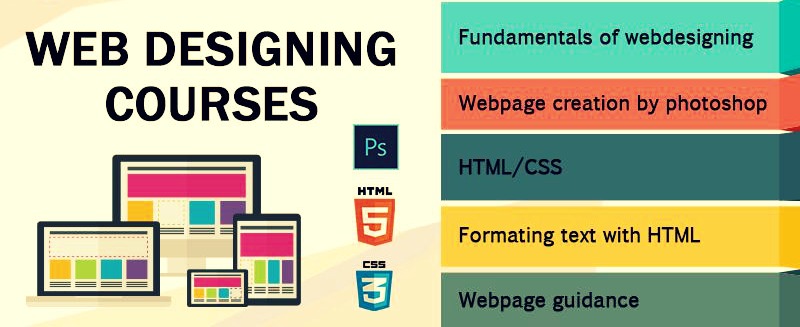 WEB DESIGNING
COURSES
Ps
HTML
5
CSS
3
Fundamentals of webdesigning
Webpage creation by photoshop
HTML/CSS
Formating text with HTML
Webpage guidance